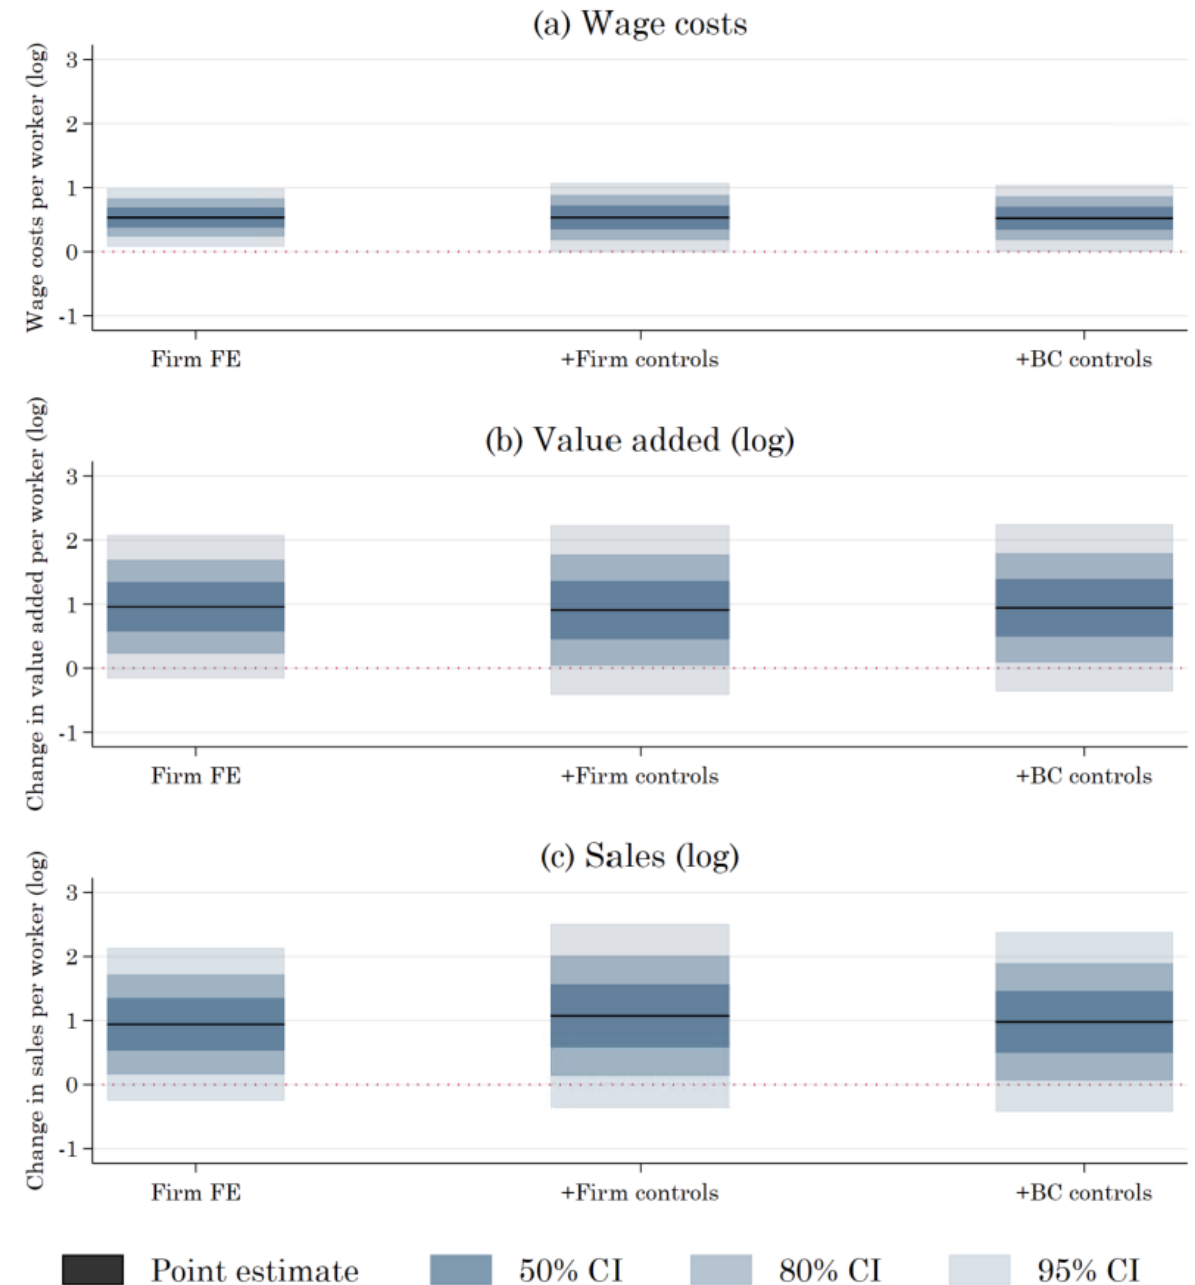 (a) Wage costs
Wage costs per worker (log)
3
2
1
0
-1
Firm FE
+Firm controls
+BC controls
(b) Value added (log)
Change in value added per worker (log)
3
2
1
0
-1
Firm FE
+Firm controls
+BC controls
(c) Sales (log)
Change in sales per worker (log)
3
2
1
0
-1
Firm FE
+Firm controls
+BC controls
Point estimate
50% CI
80% CI
95% CI